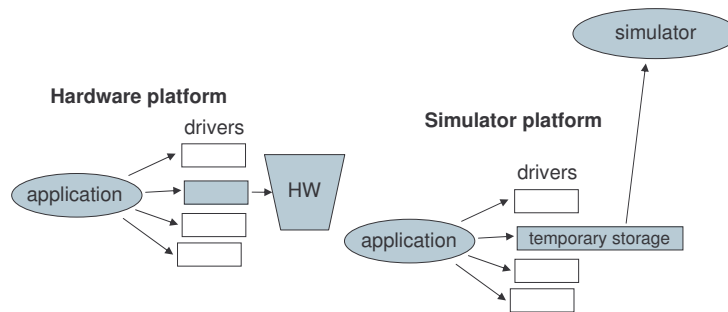 Hardware platform
drivers
application
HW
simulator
Simulator platform
drivers
application
temporary storage